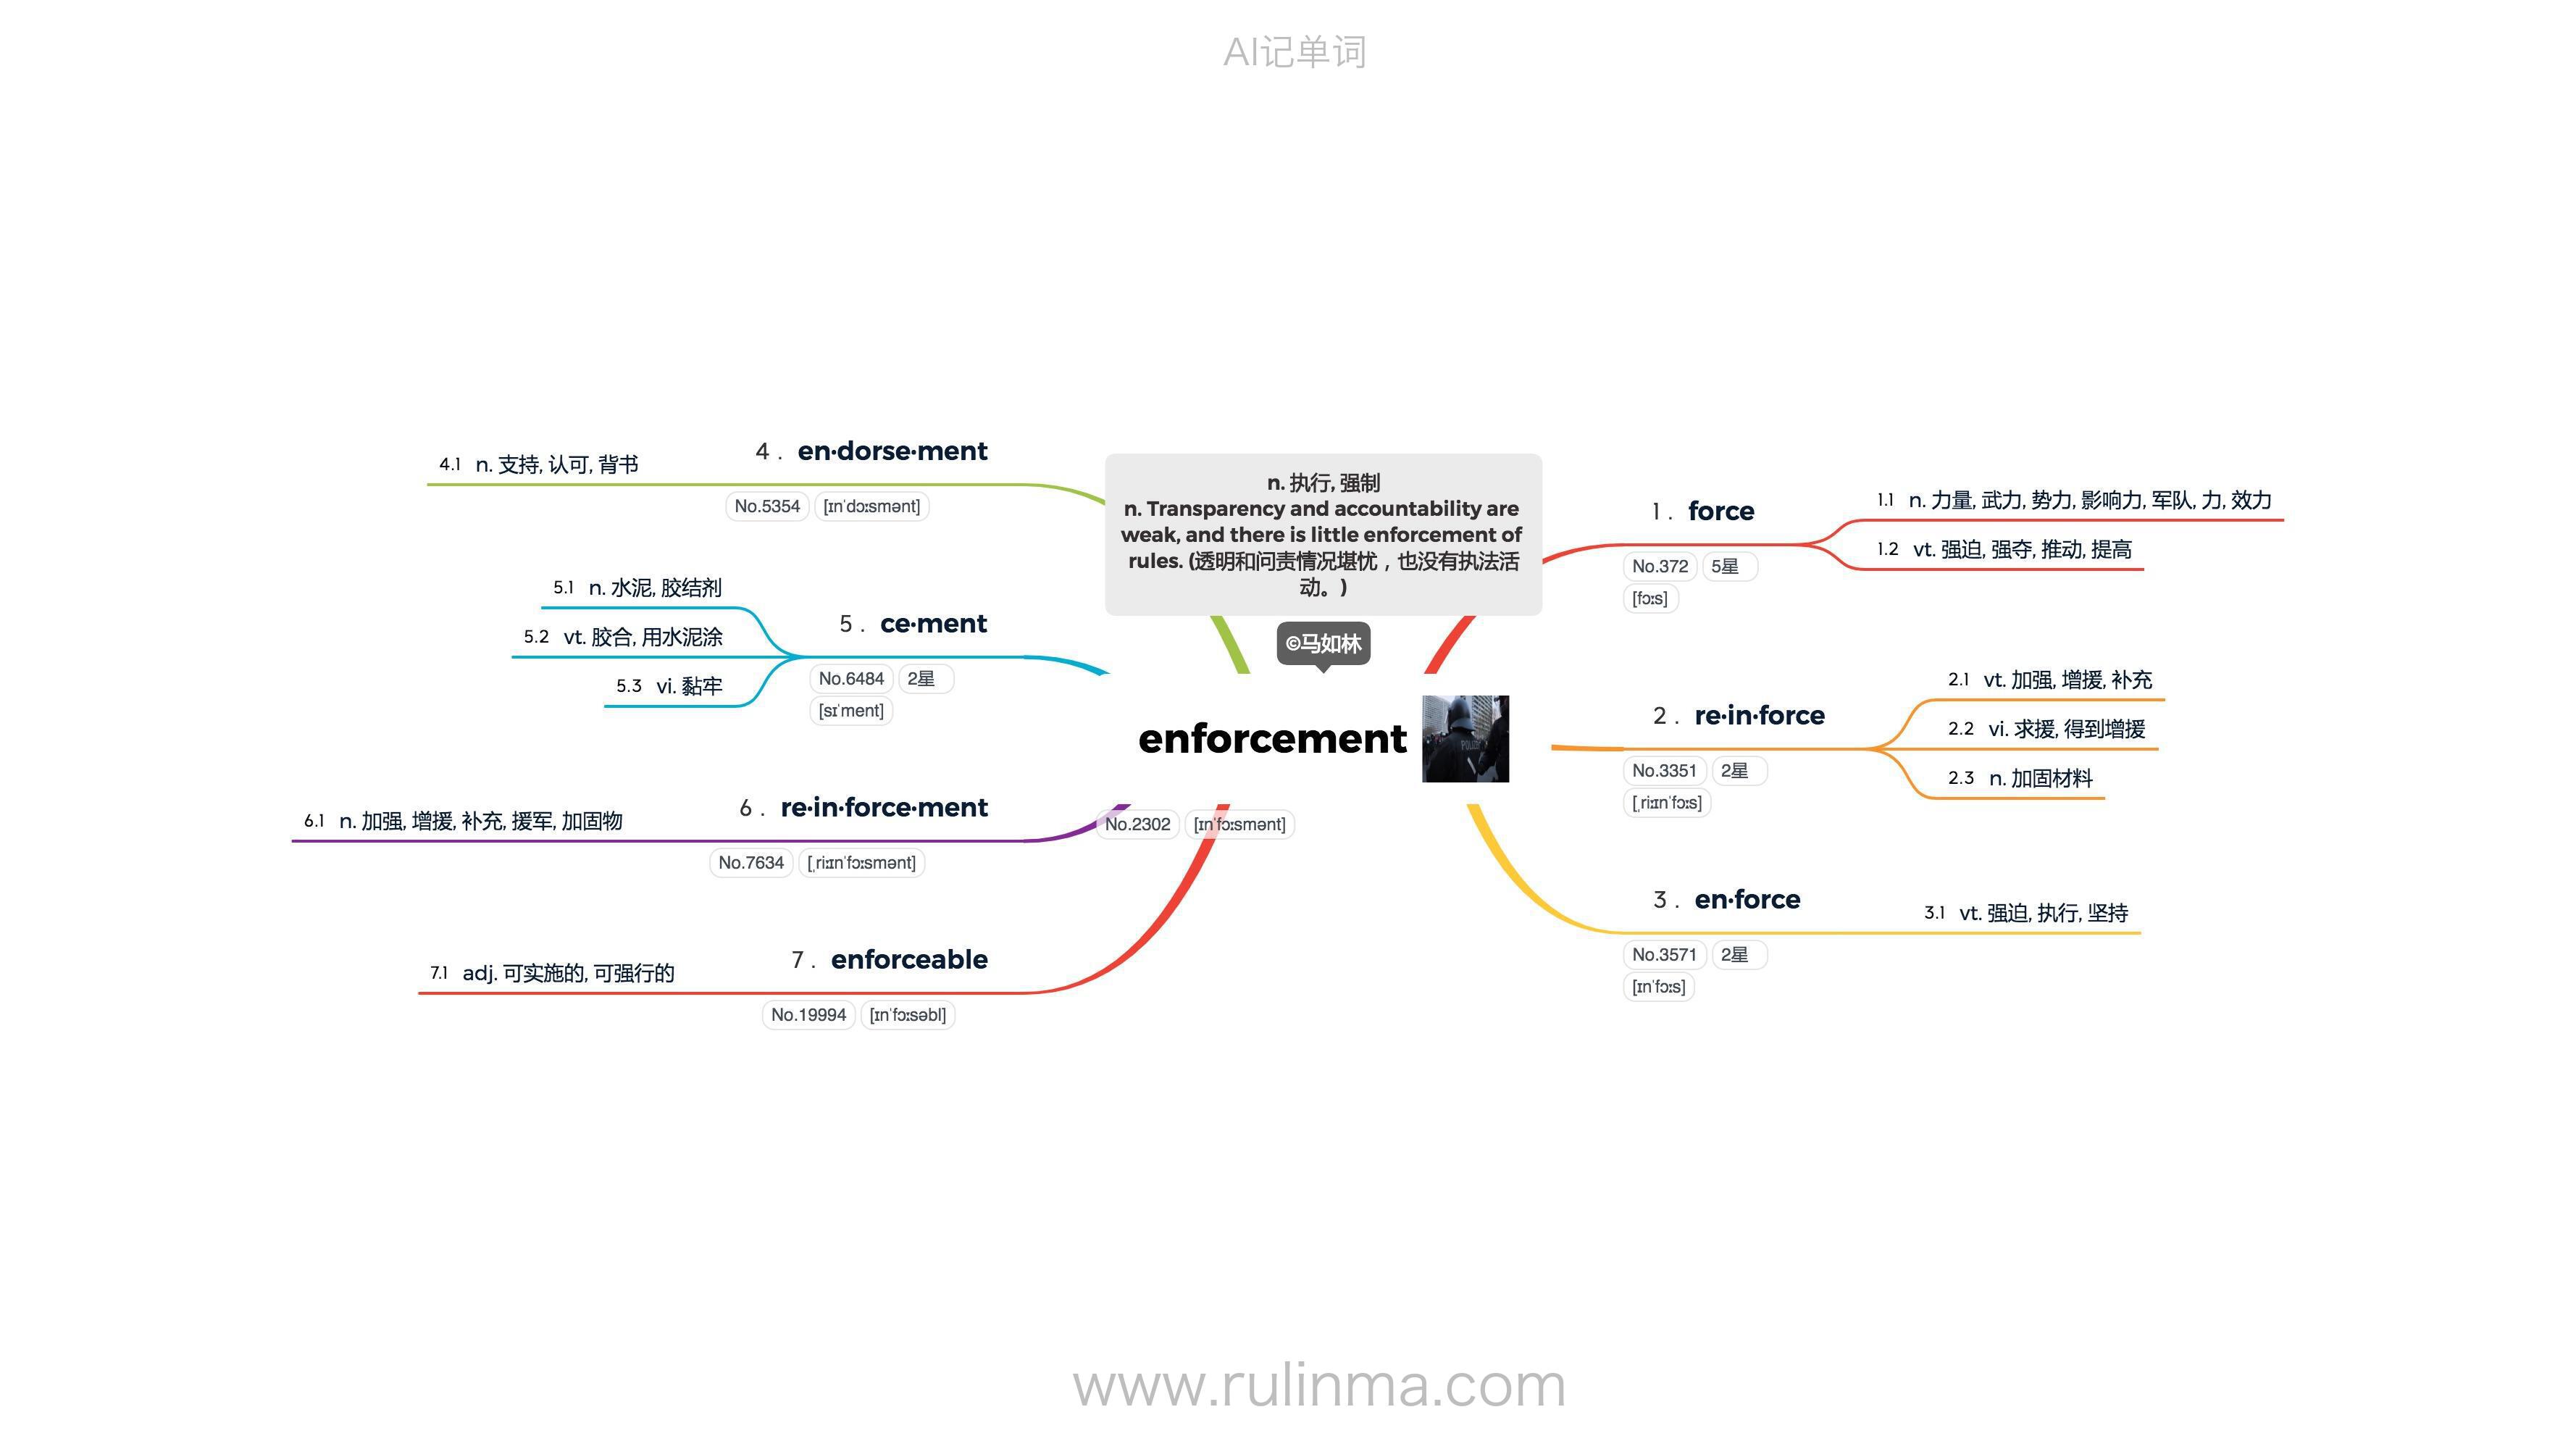 AI记单词
n. 执行, 强制
n. Transparency and accountability are
weak, and there is little enforcement of
rules. (透明和问责情况堪忧，也没有执法活
动。)
©马如林
enforcement
POLIZEI
No.2302 [ɪnˈfɔːsmənt]
1 . force
No.372 5星
[fɔːs]
1.1 n. 力量, 武力, 势力, 影响力, 军队, 力, 效力
1.2 vt. 强迫, 强夺, 推动, 提高
2 . re·in·force
No.3351 2星
[ˌriːɪnˈfɔːs]
2.1 vt. 加强, 增援, 补充
2.2 vi. 求援, 得到增援
2.3 n. 加固材料
3 . en·force
No.3571 2星
[ɪnˈfɔːs]
3.1 vt. 强迫, 执行, 坚持
4 . en·dorse·ment
No.5354 [ɪnˈdɔːsmənt]
4.1 n. 支持, 认可, 背书
5 . ce·ment
No.6484 2星
[sɪˈment]
5.1 n. 水泥, 胶结剂
5.2 vt. 胶合, 用水泥涂
5.3 vi. 黏牢
6 . re·in·force·ment
No.7634 [ˌriːɪnˈfɔːsmənt]
6.1 n. 加强, 增援, 补充, 援军, 加固物
7 . enforceable
No.19994 [ɪnˈfɔːsəbl]
7.1 adj. 可实施的, 可强行的
www.rulinma.com